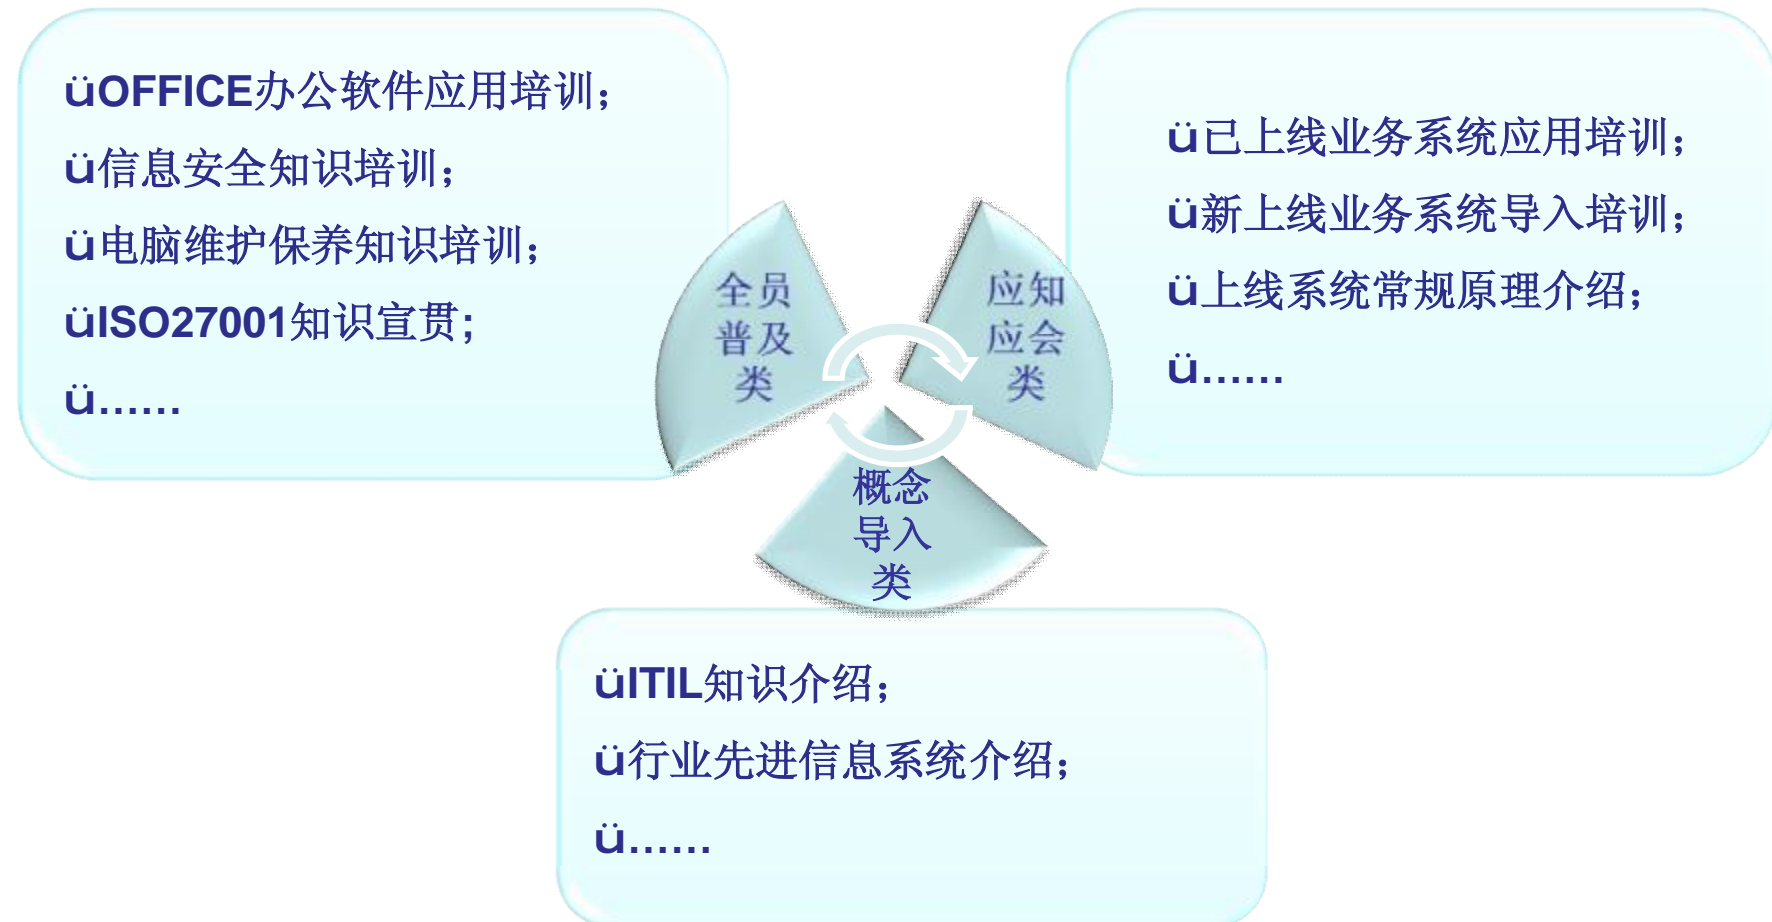 üOFFICE办公软件应用培训；
ü信息安全知识培训；
ü电脑维护保养知识培训；
üISO27001知识宣贯;
ü……
全员
普及
类
应知
应会
类
ü已上线业务系统应用培训；
ü新上线业务系统导入培训；
ü上线系统常规原理介绍；
ü……
概念
导入
类
üITIL知识介绍；
ü行业先进信息系统介绍；
ü……